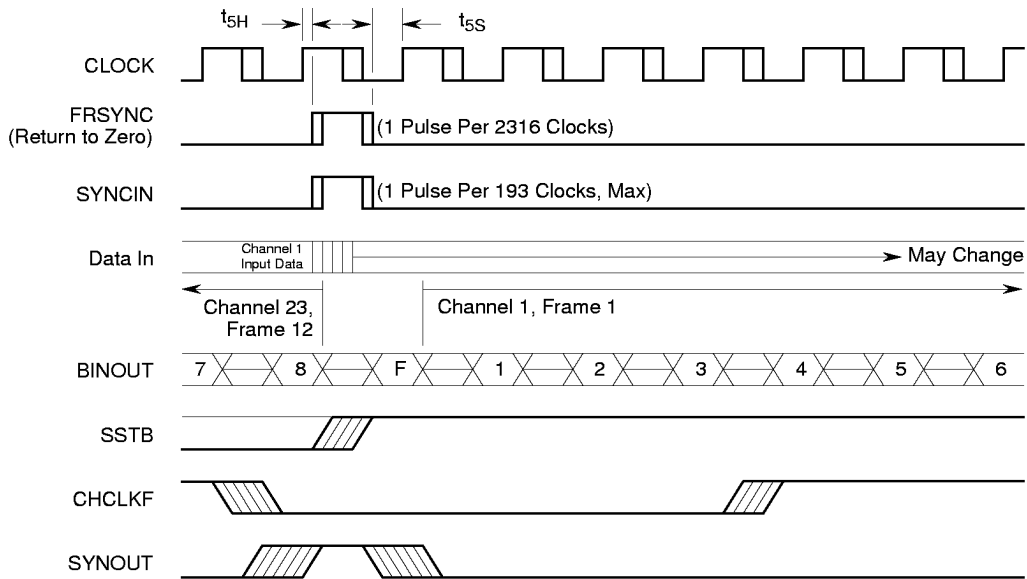 t5H t5S
CLOCK
FRSYNC
(Return to Zero)
(1 Pulse Per 2316 Clocks)
SYNCIN
(1 Pulse Per 193 Clocks, Max)
Data In
Channel 1
Input Data
May Change
Channel 23,
Frame 12
Channel 1, Frame 1
BINOUT 7 8 F 1 2 3 4 5 6
SSTB
CHCLKF
SYNOUT